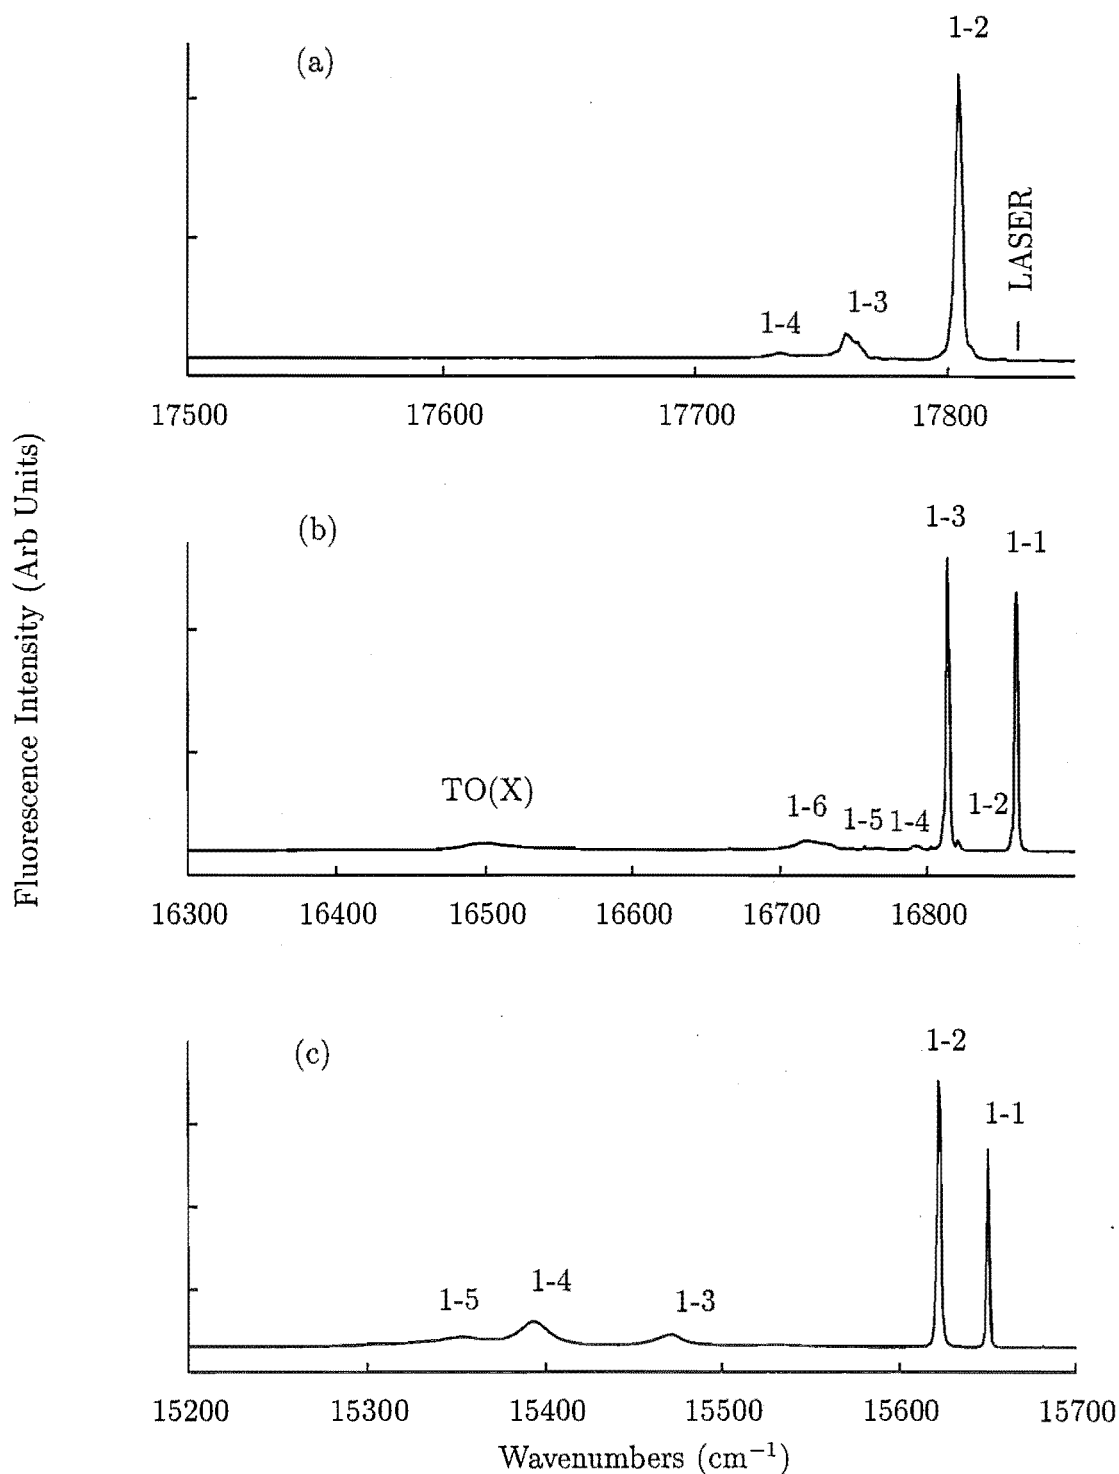 1-2
(a)
LASER
1-3
1-4
17500 17600 17700 17800
Fluorescence Intensity (Arb Units)
1-3
(b)
1-1
TO(X)
1-6 1-5 1-4 1-2
16300 16400 16500 16600 16700 16800
1-2
(c)
1-1
1-4
1-5 1-3
15200 15300 15400 15500 15600 15700
Wavenumbers (cm⁻¹)